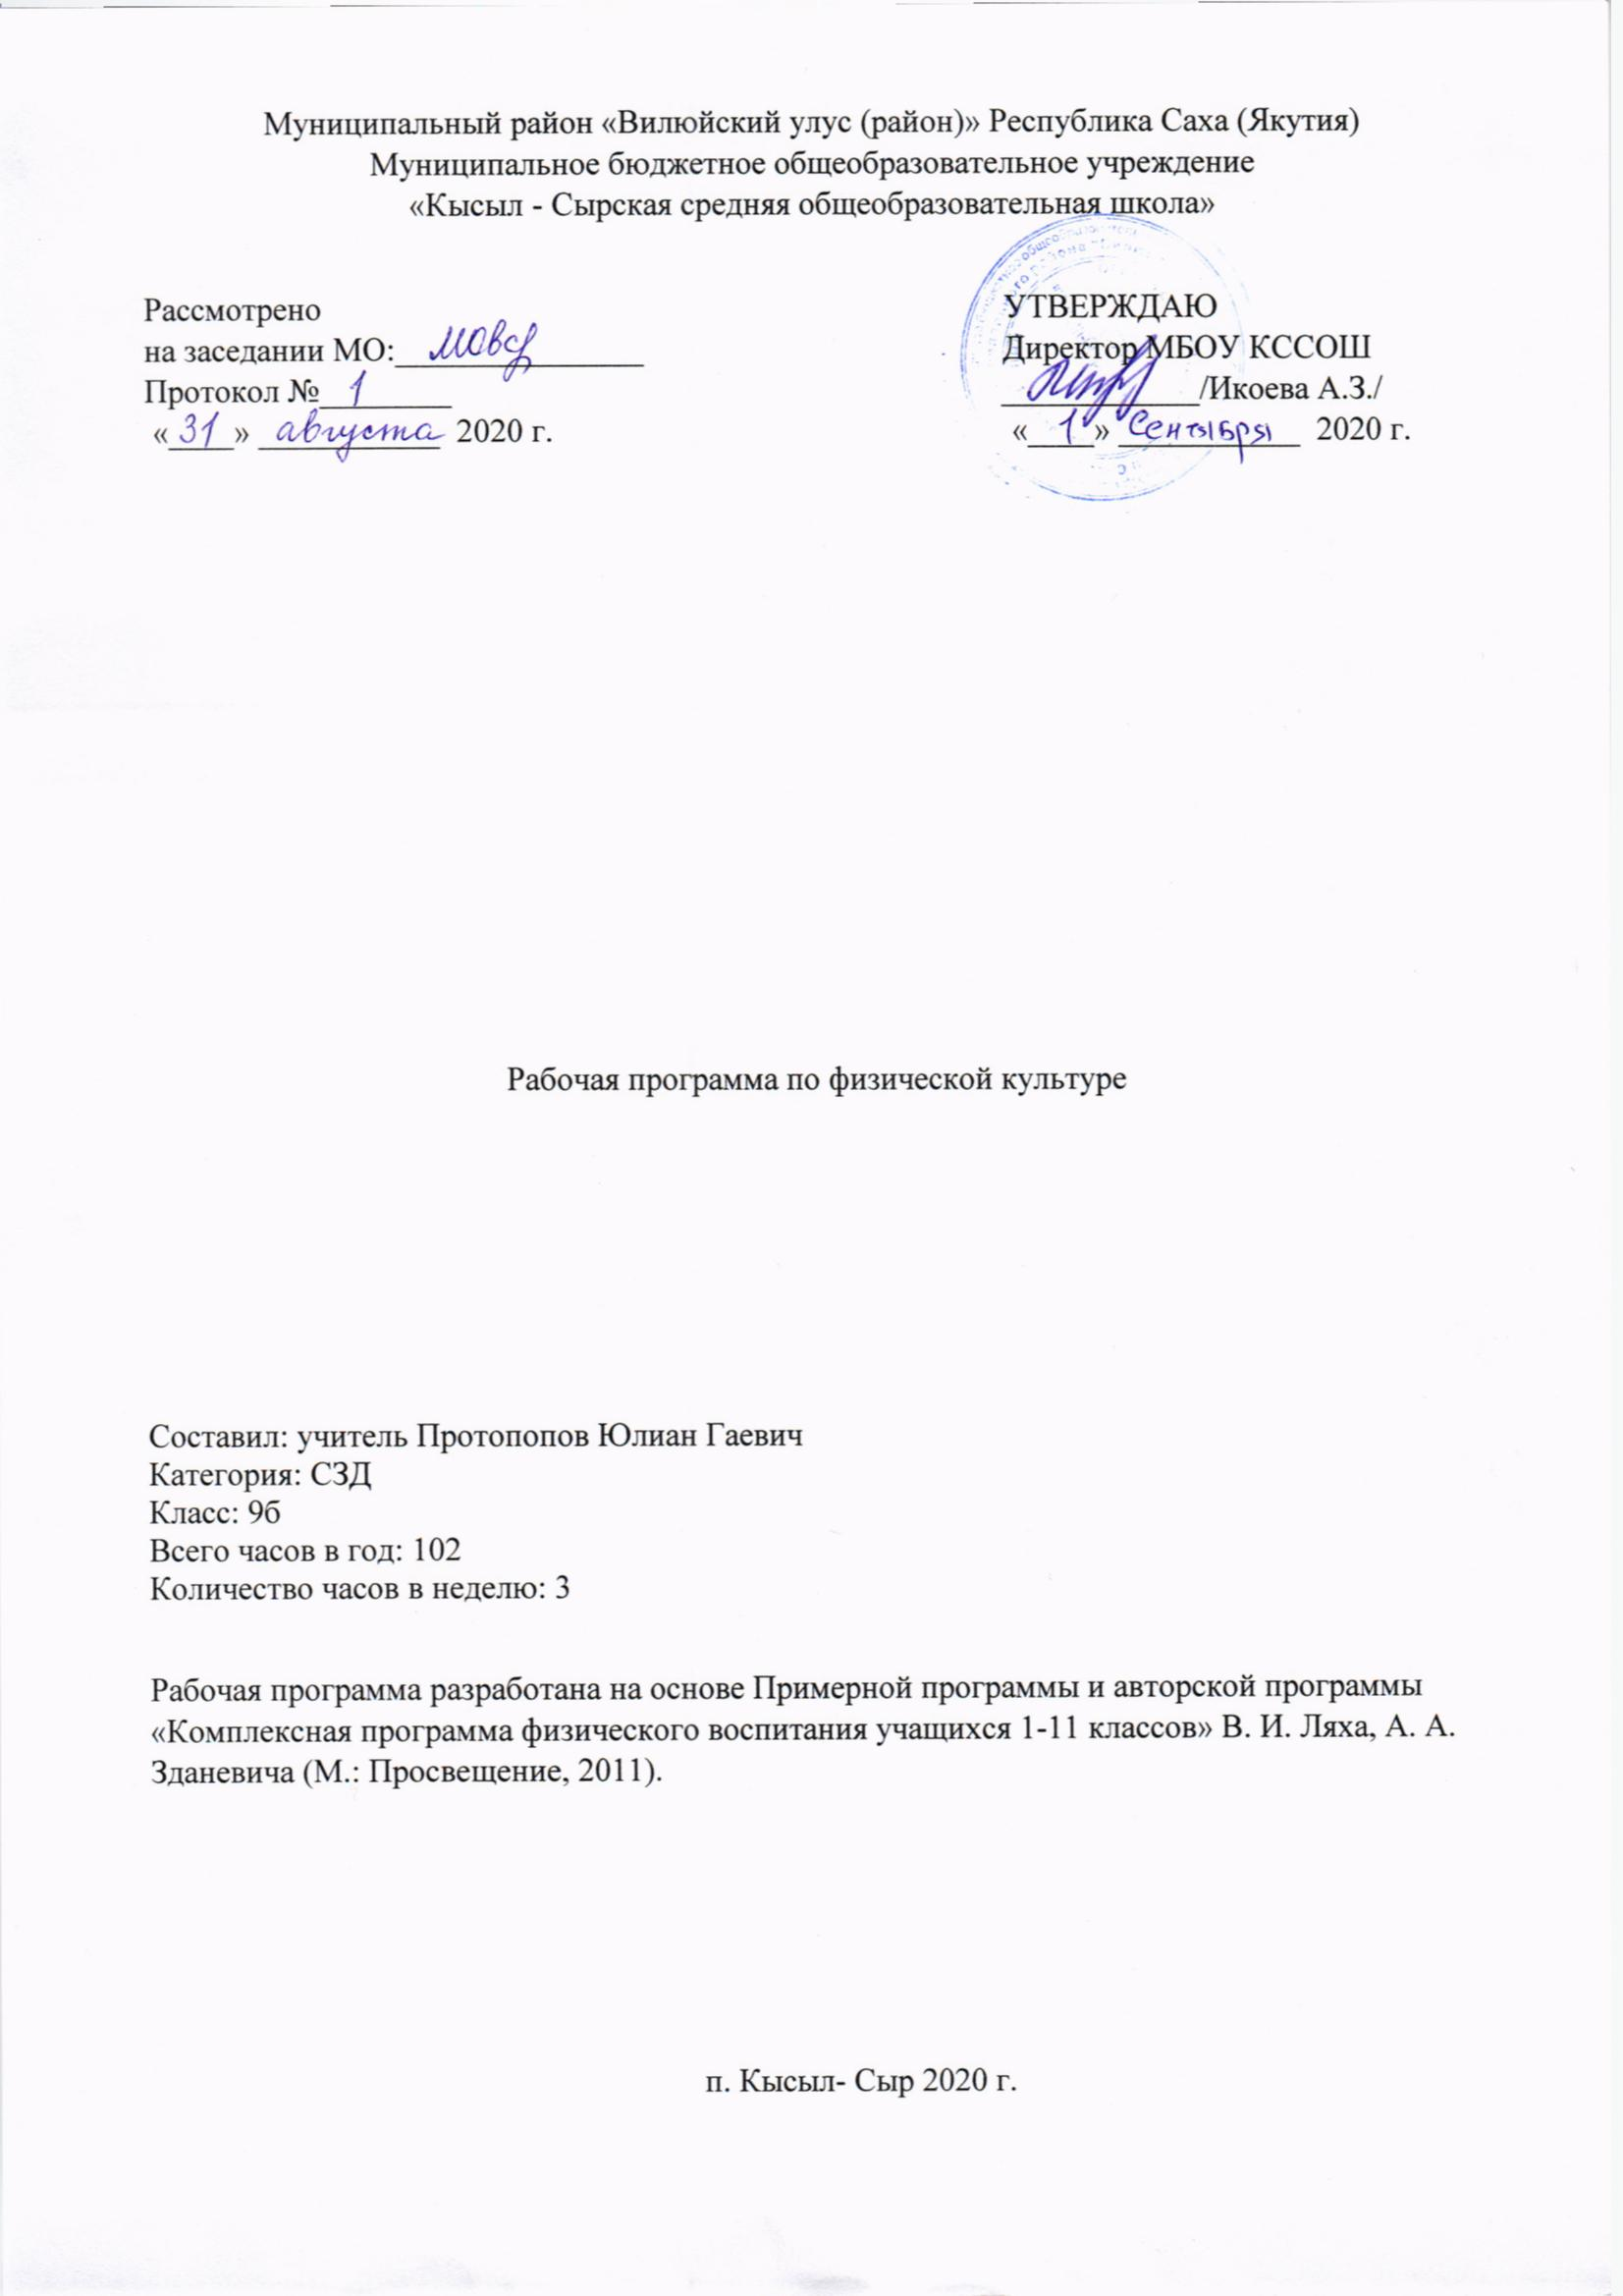 Муниципальный район «Вилюйский улус (район)» Республика Саха (Якутия)
Муниципальное бюджетное общеобразовательное учреждение
«Кысыл - Сырская средняя общеобразовательная школа»
Рассмотрено
на заседании МО:
Протокол № 1
« 31 » августа 2020 г.
УТВЕРЖДАЮ
Директор МБОУ КССОШ
/Икоева А.З./
« 1 » Сентября 2020 г.
Рабочая программа по физической культуре
Составил: учитель Протопопов Юлиан Гаевич
Категория: СЗД
Класс: 9б
Всего часов в год: 102
Количество часов в неделю: 3
Рабочая программа разработана на основе Примерной программы и авторской программы
«Комплексная программа физического воспитания учащихся 1-11 классов» В. И. Ляха, А. А.
Зданевича (М.: Просвещение, 2011).
п. Кысыл- Сыр 2020 г.